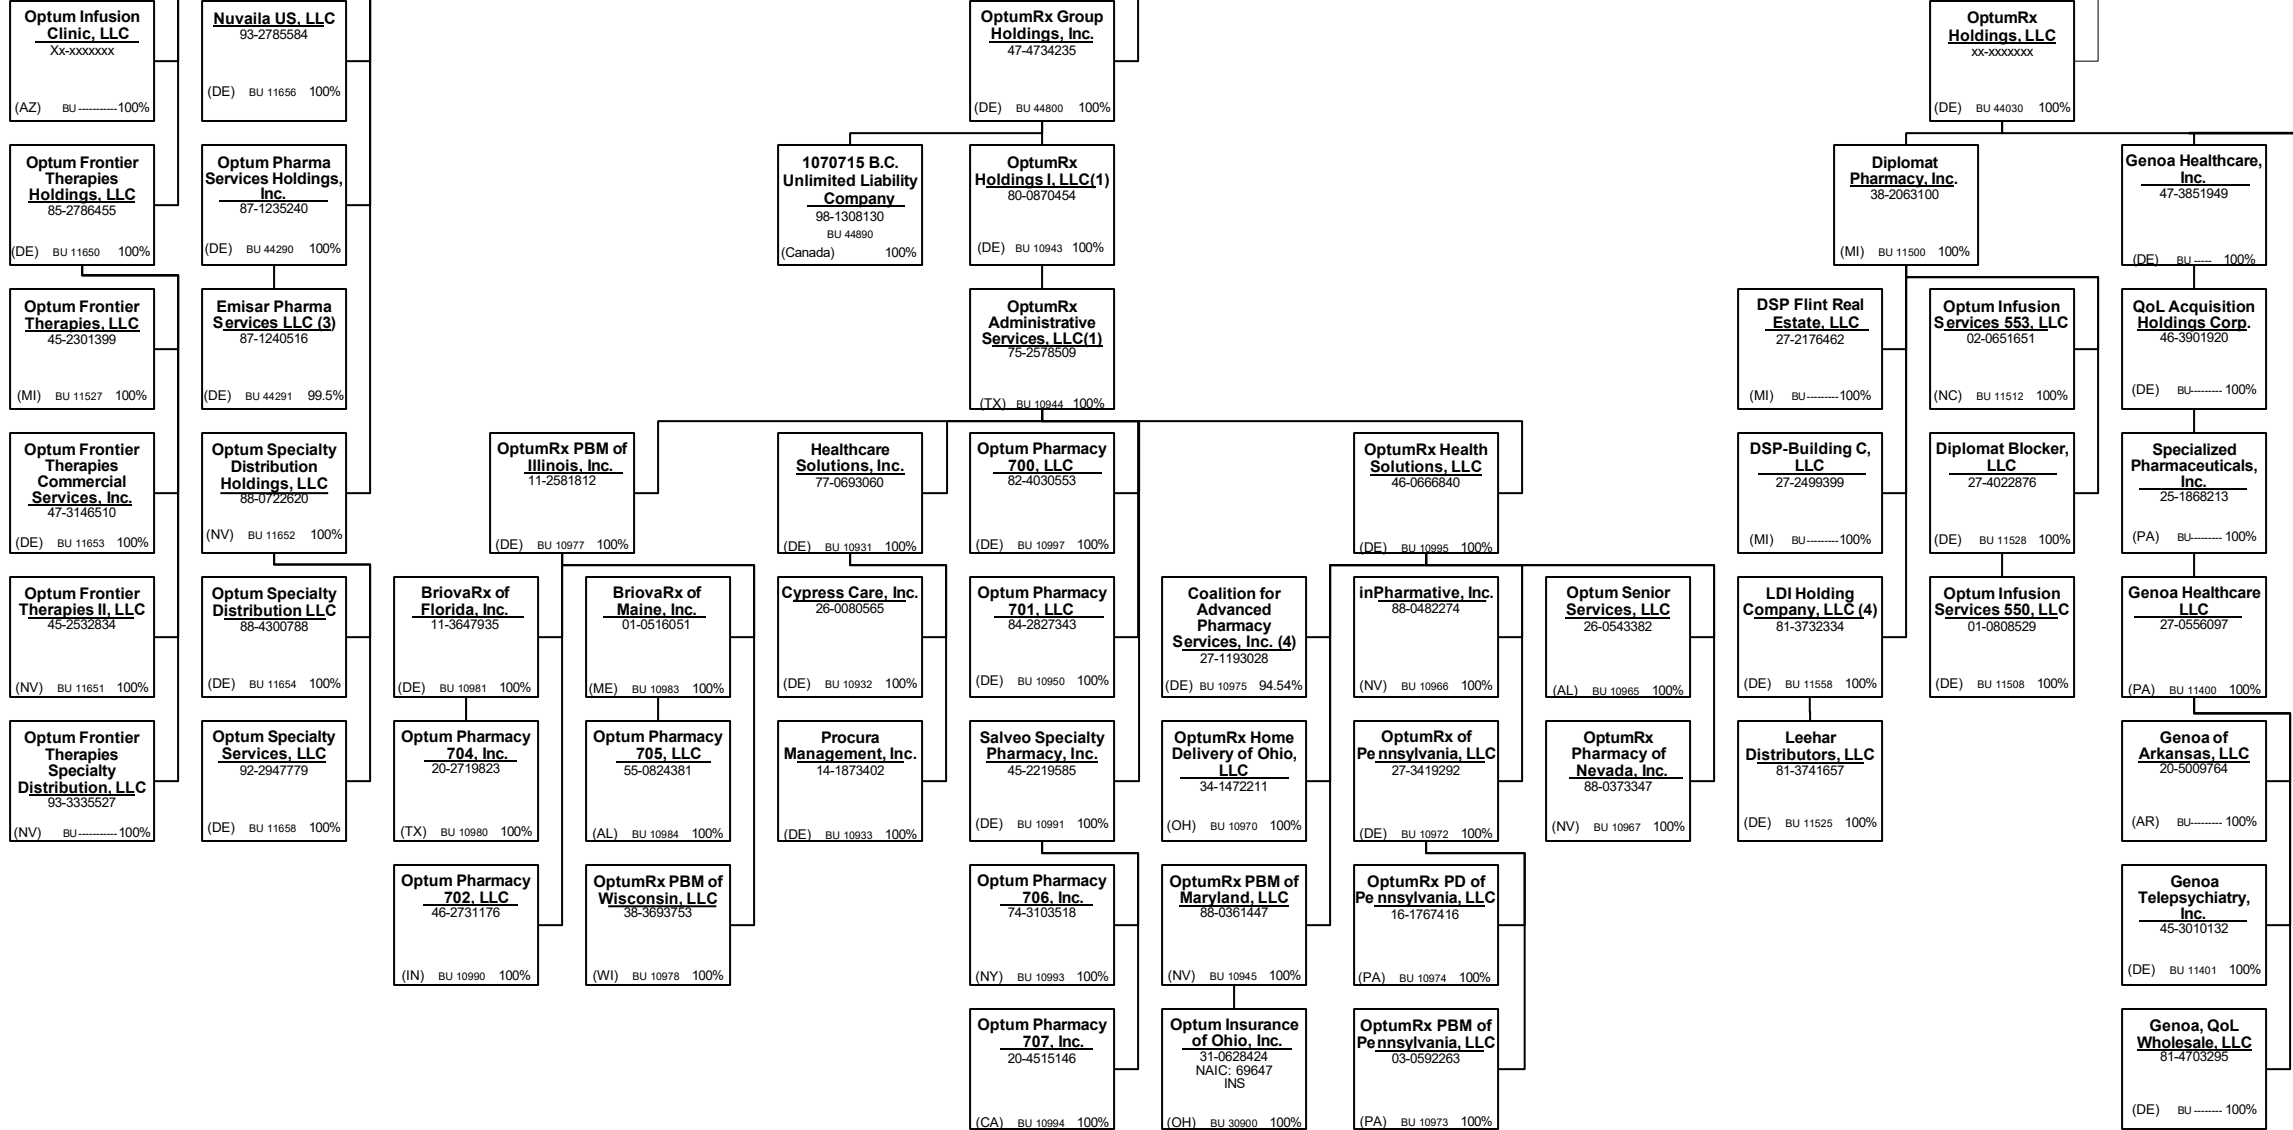 Optum Infusion
Clinic, LLC
Xx-xxxxxxx
(AZ) BU -----------100%
Nuvaila US, LLC
93-2785584
(DE) BU 11656 100%
OptumRx Group
Holdings, Inc.
47-4734235
(DE) BU 44800 100%
OptumRx
Holdings, LLC
xx-xxxxxxx
(DE) BU 44030 100%
Optum Frontier
Therapies
Holdings, LLC
85-2786455
(DE) BU 11650 100%
Optum Pharma
Services Holdings,
Inc.
87-1235240
(DE) BU 44290 100%
1070715 B.C.
Unlimited Liability
Company
98-1308130
BU 44890
(Canada) 100%
OptumRx
Holdings I, LLC(1)
80-0870454
(DE) BU 10943 100%
Diplomat
Pharmacy, Inc.
38-2063100
(MI) BU 11500 100%
Genoa Healthcare,
Inc.
47-3851949
(DE) BU ----- 100%
Optum Frontier
Therapies, LLC
45-2301399
(MI) BU 11527 100%
Emisar Pharma
Services LLC (3)
87-1240516
(DE) BU 44291 99.5%
OptumRx
Administrative
Services, LLC(1)
75-2578509
(TX) BU 10944 100%
DSP Flint Real
Estate, LLC
27-2176462
(MI) BU---------100%
Optum Infusion
Services 553, LLC
02-0651651
(NC) BU 11512 100%
QoL Acquisition
Holdings Corp.
46-3901920
(DE) BU--------- 100%
Optum Frontier
Therapies
Commercial
Services, Inc.
47-3146510
(DE) BU 11653 100%
Optum Specialty
Distribution
Holdings, LLC
88-0722620
(NV) BU 11652 100%
OptumRx PBM of
Illinois, Inc.
11-2581812
(DE) BU 10977 100%
Healthcare
Solutions, Inc.
77-0693060
(DE) BU 10931 100%
Optum Pharmacy
700, LLC
82-4030553
(DE) BU 10997 100%
OptumRx Health
Solutions, LLC
46-0666840
(DE) BU 10995 100%
DSP-Building C,
LLC
27-2499399
(MI) BU---------100%
Diplomat Blocker,
LLC
27-4022876
(DE) BU 11528 100%
Specialized
Pharmaceuticals,
Inc.
25-1868213
(PA) BU--------- 100%
Optum Frontier
Therapies II, LLC
45-2532834
(NV) BU 11651 100%
Optum Specialty
Distribution LLC
88-4300788
(DE) BU 11654 100%
BriovaRx of
Florida, Inc.
11-3647935
(DE) BU 10981 100%
BriovaRx of
Maine, Inc.
01-0516051
(ME) BU 10983 100%
Cypress Care, Inc.
26-0080565
(DE) BU 10932 100%
Optum Pharmacy
701, LLC
84-2827343
(DE) BU 10950 100%
Coalition for
Advanced
Pharmacy
Services, Inc. (4)
27-1193028
(DE) BU 10975 94.54%
inPharmative, Inc.
88-0482274
(NV) BU 10966 100%
Optum Senior
Services, LLC
26-0543382
(AL) BU 10965 100%
LDI Holding
Company, LLC (4)
81-3732334
(DE) BU 11558 100%
Optum Infusion
Services 550, LLC
01-0808529
(DE) BU 11508 100%
Genoa Healthcare
LLC
27-0556097
(PA) BU 11400 100%
Optum Frontier
Therapies
Specialty
Distribution, LLC
93-3335527
(NV) BU-----------100%
Optum Specialty
Services, LLC
92-2947779
(DE) BU 11658 100%
Optum Pharmacy
704, Inc.
20-2719823
(TX) BU 10980 100%
Optum Pharmacy
705, LLC
55-0824381
(AL) BU 10984 100%
Procura
Management, Inc.
14-1873402
(DE) BU 10933 100%
Salveo Specialty
Pharmacy, Inc.
45-2219585
(DE) BU 10991 100%
OptumRx Home
Delivery of Ohio,
LLC
34-1472211
(OH) BU 10970 100%
OptumRx of
Pennsylvania, LLC
27-3419292
(DE) BU 10972 100%
OptumRx
Pharmacy of
Nevada, Inc.
88-0373347
(NV) BU 10967 100%
Leehar
Distributors, LLC
81-3741657
(DE) BU 11525 100%
Genoa of
Arkansas, LLC
20-5009764
(AR) BU--------- 100%
Optum Pharmacy
702, LLC
46-2731176
(IN) BU 10990 100%
OptumRx PBM of
Wisconsin, LLC
38-3693753
(WI) BU 10978 100%
Optum Pharmacy
706, Inc.
74-3103518
(NY) BU 10993 100%
OptumRx PBM of
Maryland, LLC
88-0361447
(NV) BU 10945 100%
OptumRx PD of
Pennsylvania, LLC
16-1767416
(PA) BU 10974 100%
Genoa
Telepsychiatry,
Inc.
45-3010132
(DE) BU 11401 100%
Optum Pharmacy
707, Inc.
20-4515146
(CA) BU 10994 100%
Optum Insurance
of Ohio, Inc.
31-0628424
NAIC: 69647
INS
(OH) BU 30900 100%
OptumRx PBM of
Pennsylvania, LLC
03-0592263
(PA) BU 10973 100%
Genoa, QoL
Wholesale, LLC
81-4703295
(DE) BU -------- 100%